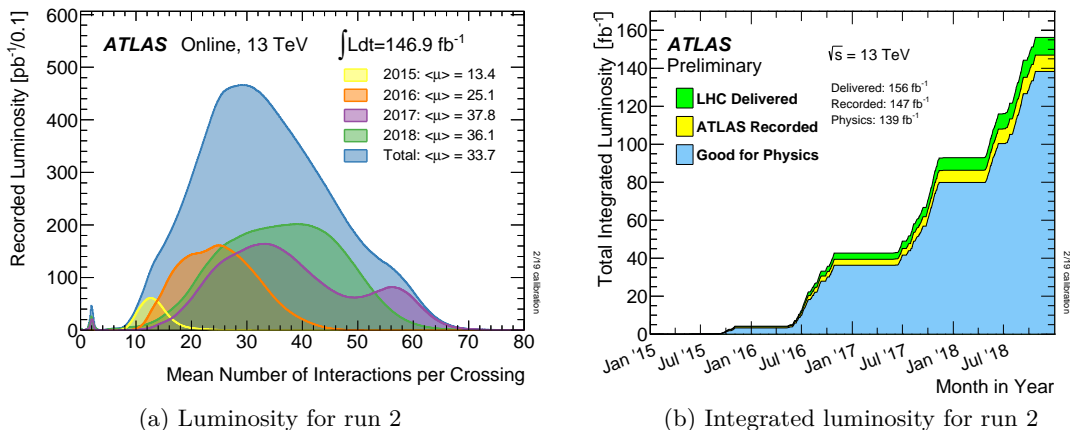 ATLAS Online, 13 TeV ∫Ldt=146.9 fb⁻¹
2015: <μ> = 13.4
2016: <μ> = 25.1
2017: <μ> = 37.8
2018: <μ> = 36.1
Total: <μ> = 33.7
Recorded Luminosity [pb⁻¹/0.1]
600
500
400
300
200
100
0
0 10 20 30 40 50 60 70 80
Mean Number of Interactions per Crossing
2/19 calibration
(a) Luminosity for run 2
ATLAS
Preliminary
√s = 13 TeV
Delivered: 156 fb⁻¹
Recorded: 147 fb⁻¹
Physics: 139 fb⁻¹
LHC Delivered
ATLAS Recorded
Good for Physics
Total Integrated Luminosity [fb⁻¹]
160
140
120
100
80
60
40
20
0
Jan '15 Jul '15 Jan '16 Jul '16 Jan '17 Jul '17 Jan '18 Jul '18
Month in Year
2/19 calibration
(b) Integrated luminosity for run 2